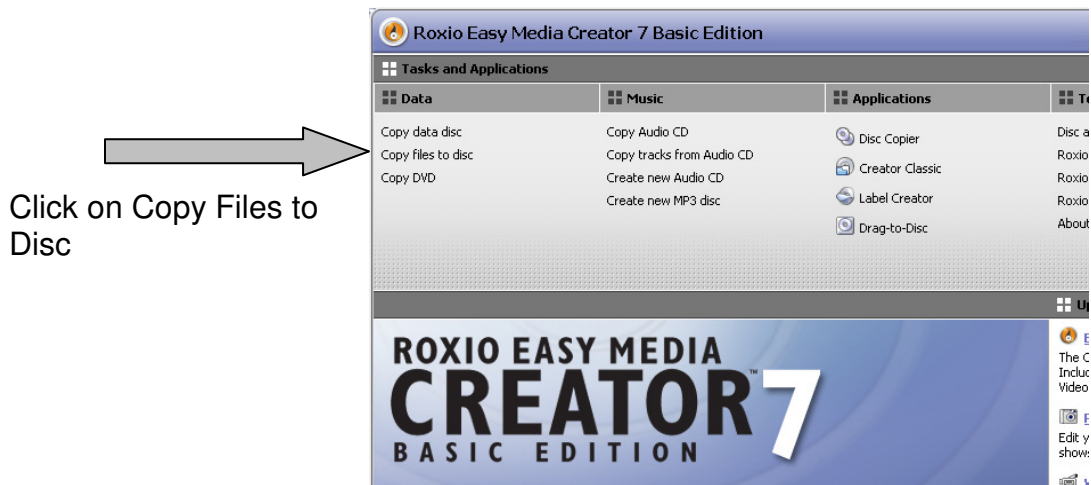 Roxio Easy Media Creator 7 Basic Edition
Tasks and Applications
Data
Copy data disc
Copy files to disc
Copy DVD
Music
Copy Audio CD
Copy tracks from Audio CD
Create new Audio CD
Create new MP3 disc
Applications
Disc Copier
Creator Classic
Label Creator
Drag-to-Disc
Disc
Roxio
Roxio
Roxio
About
Click on Copy Files to
Disc
ROXIO EASY MEDIA
CREATOR™ 7
BASIC EDITION
The
Video
Edit
shows